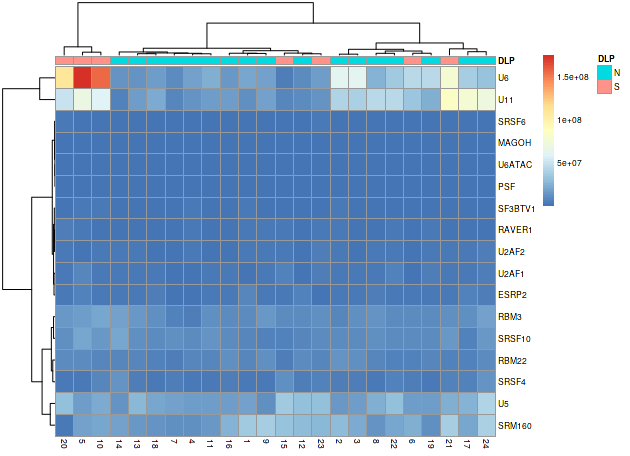 DLP
DLP
U6
N
1.5e+08
S
U11
1e+08
SRSF6
MAGOH
5e+07
U6ATAC
PSF
SF3BTV1
RAVER1
U2AF2
U2AF1
ESRP2
RBM3
SRSF10
RBM22
SRSF4
U5
SRM160
20 5 10 14 13 18 7 4 11 16 1 9 15 12 23 2 3 8 22 6 19 21 17 24